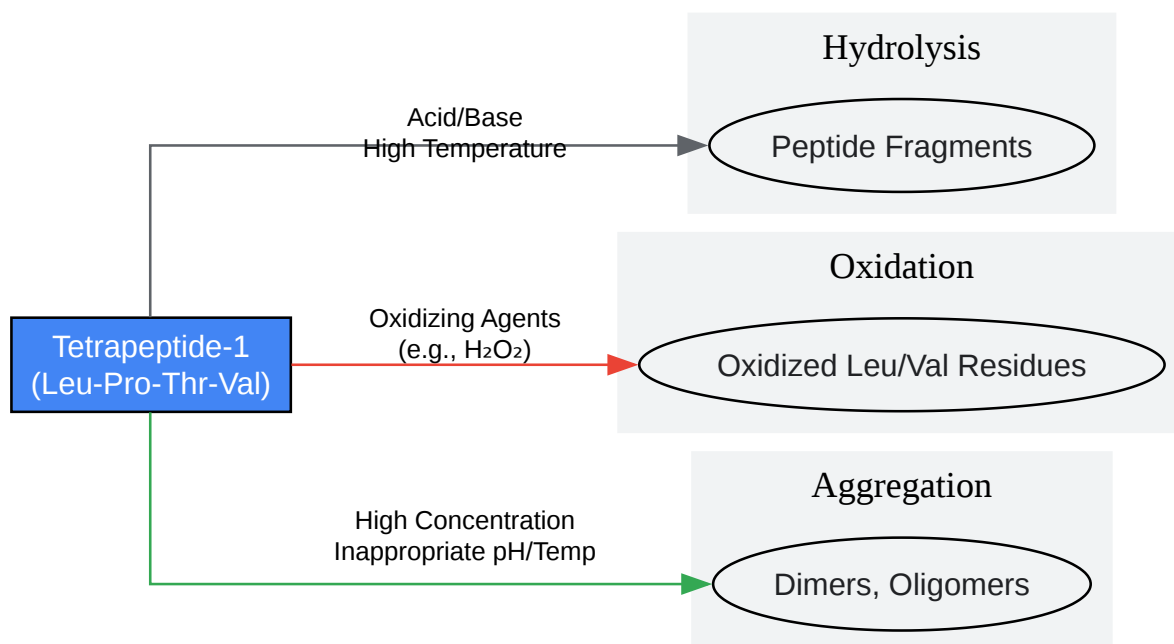 Hydrolysis
Acid/Base
High Temperature
Peptide Fragments
Oxidation
Tetrapeptide-1
(Leu-Pro-Thr-Val)
Oxidizing Agents
(e.g., H₂O₂)
Oxidized Leu/Val Residues
Aggregation
High Concentration
Inappropriate pH/Temp
Dimers, Oligomers